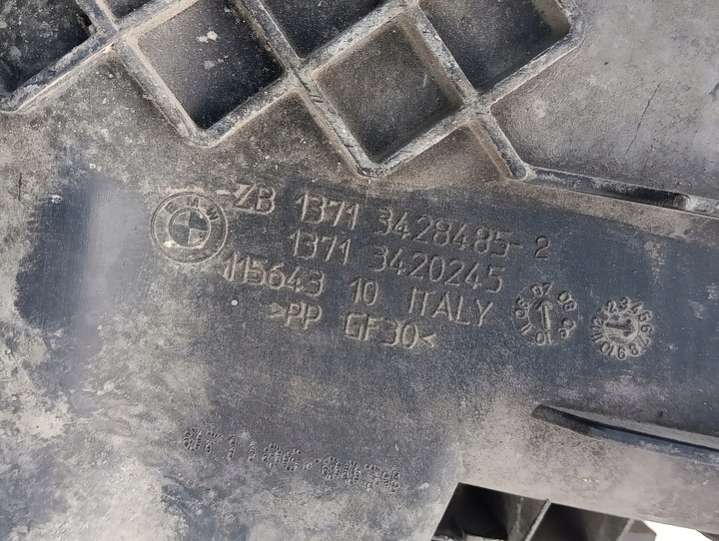 BMW
ZB 1371 3428485-2
1371 3420245
115643 10 ITALY
>PP GF30<